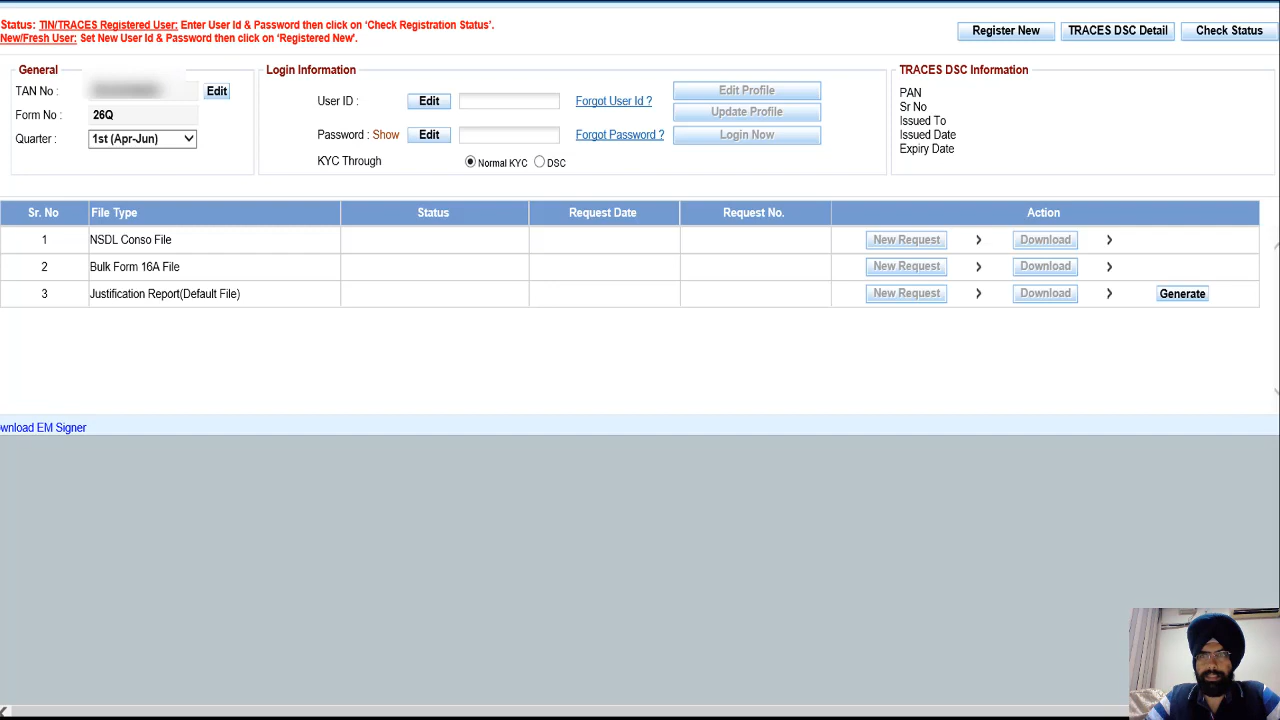 Status: TIN/TRACES Registered User: Enter User Id & Password then click on ‘Check Registration Status’.
New/Fresh User: Set New User Id & Password then click on ‘Registered New’.
Register New
TRACES DSC Detail
Check Status
General
TAN No :
Edit
Form No :
26Q
Quarter :
1st (Apr-Jun)
Login Information
User ID :
Edit
Forgot User Id ?
Password : Show
Edit
Forgot Password ?
KYC Through
Normal KYC
DSC
Edit Profile
Update Profile
Login Now
TRACES DSC Information
PAN
Sr No
Issued To
Issued Date
Expiry Date
Sr. No File Type Status Request Date Request No. Action
1 NSDL Conso File New Request Download
2 Bulk Form 16A File New Request Download
3 Justification Report(Default File) New Request Download Generate
wnload EM Signer